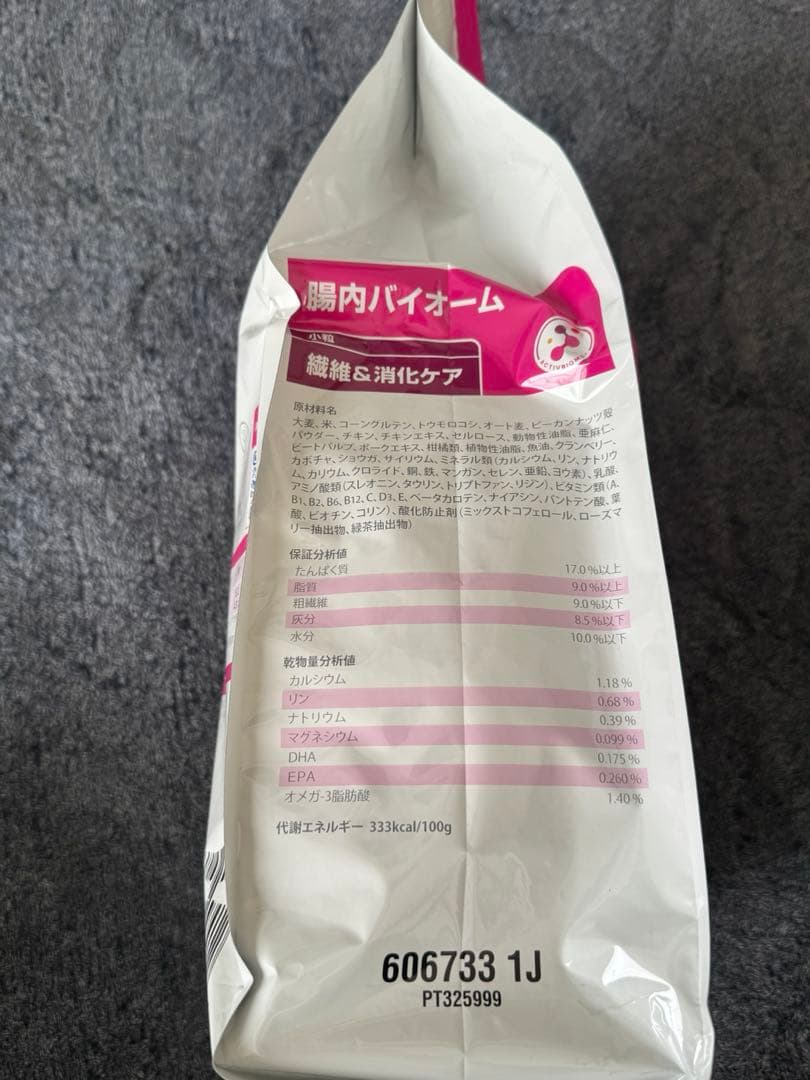 腸内バイオーム
ACTIVBIOME
小粒
繊維&消化ケア
原材料名
大麦、米、コーングルテン、トウモロコシ、オート麦、ピーカンナッツ殻
パウダー、チキン、チキンエキス、セルロース、動物性油脂、亜麻仁、
ビートパルプ、ポークエキス、柑橘類、植物性油脂、魚油、クランベリー、
カボチャ、ショウガ、サイリウム、ミネラル類(カルシウム、リン、ナトリウ
ム、カリウム、クロライド、銅、鉄、マンガン、セレン、亜鉛、ヨウ素)、乳酸、
アミノ酸類(スレオニン、タウリン、トリプトファン、リジン)、ビタミン類(A、
B1、B2、B6、B12、C、D3、E、ベータカロテン、ナイアシン、パントテン酸、葉
酸、ビオチン、コリン)、酸化防止剤(ミックストコフェロール、ローズマ
リー抽出物、緑茶抽出物)
保証分析値
たんぱく質 17.0%以上
脂質 9.0%以上
粗繊維 9.0%以下
灰分 8.5%以下
水分 10.0%以下
乾物量分析値
カルシウム 1.18%
リン 0.68%
ナトリウム 0.39%
マグネシウム 0.099%
DHA 0.175%
EPA 0.260%
オメガ-3脂肪酸 1.40%
代謝エネルギー 333kcal/100g
606733 1J
PT325999